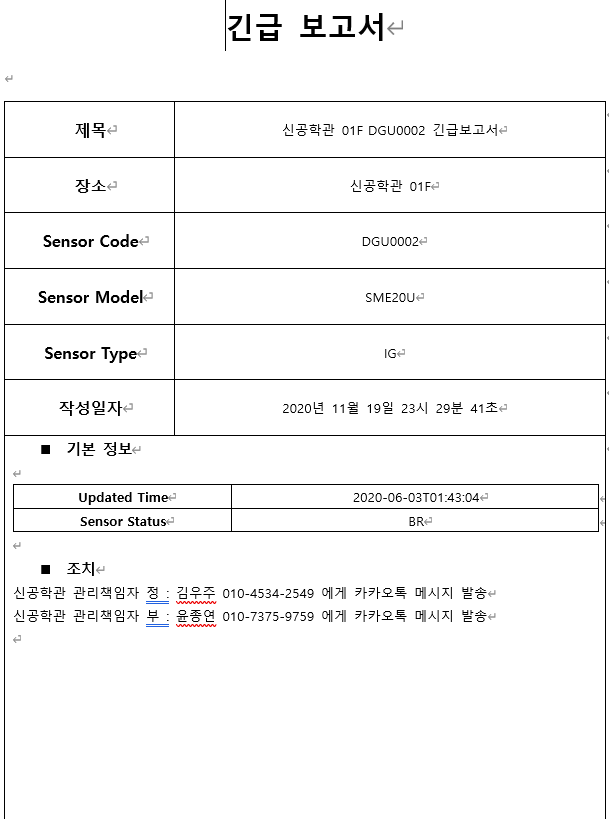 긴급 보고서
제목 신공학관 01F DGU0002 긴급보고서
장소 신공학관 01F
Sensor Code DGU0002
Sensor Model SME20U
Sensor Type IG
작성일자 2020년 11월 19일 23시 29분 41초
■ 기본 정보
Updated Time 2020-06-03T01:43:04
Sensor Status BR
■ 조치
신공학관 관리책임자 정 : 김우주 010-4534-2549 에게 카카오톡 메시지 발송
신공학관 관리책임자 부 : 윤종연 010-7375-9759 에게 카카오톡 메시지 발송